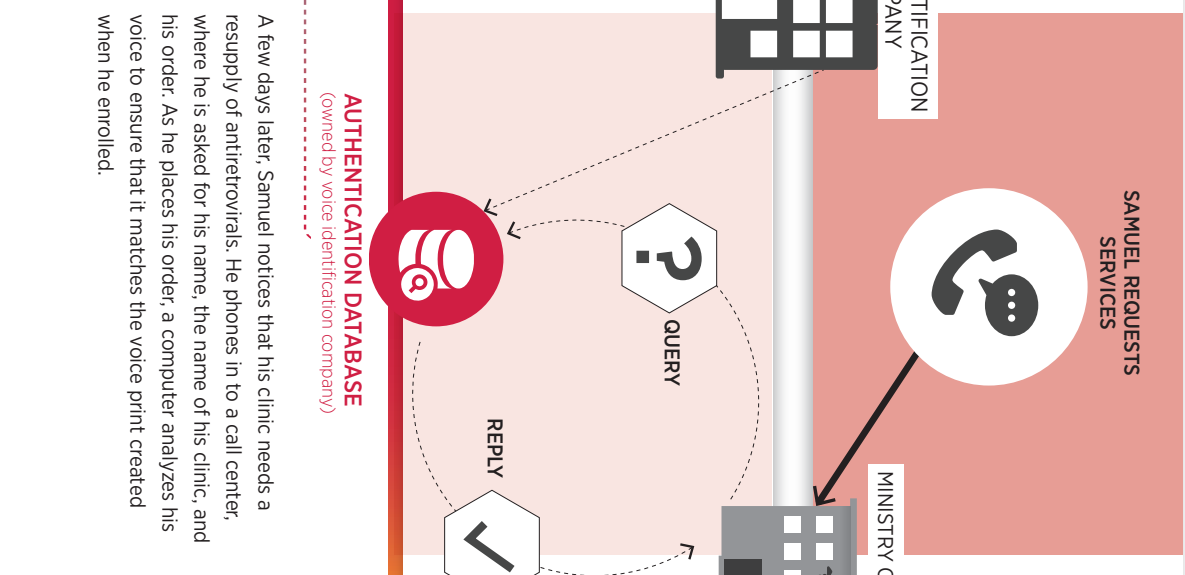 SAMUEL REQUESTS
SERVICES
TIFICATION
PANY
MINISTRY
QUERY
REPLY
AUTHENTICATION DATABASE
(owned by voice identification company)
A few days later, Samuel notices that his clinic needs a
resupply of antiretrovirals. He phones in to a call center,
where he is asked for his name, the name of his clinic, and
his order. As he places his order, a computer analyzes his
voice to ensure that it matches the voice print created
when he enrolled.